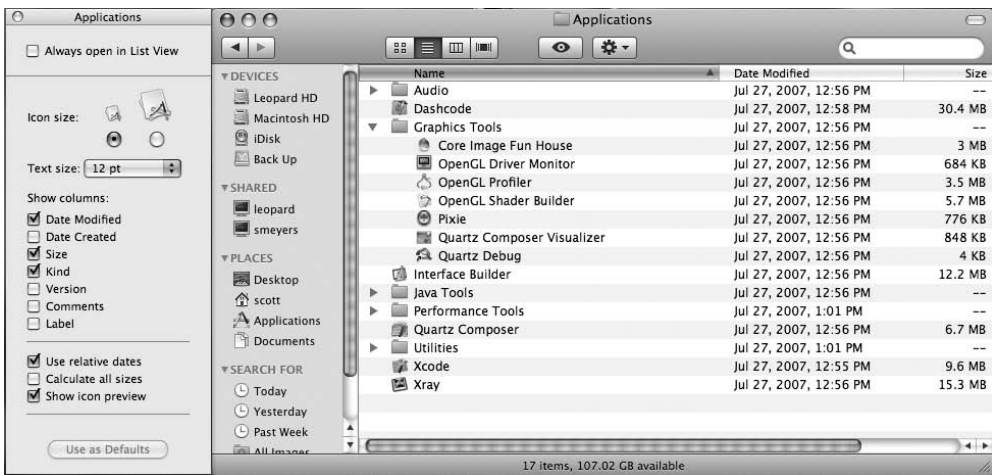 Applications
Always open in List View
Icon size:
Text size: 12 pt
Show columns:
Date Modified
Date Created
Size
Kind
Version
Comments
Label
Use relative dates
Calculate all sizes
Show icon preview
Use as Defaults
Applications
DEVICES
Leopard HD
Macintosh HD
iDisk
Back Up
SHARED
leopard
smeyers
PLACES
Desktop
scott
Applications
Documents
SEARCH FOR
Today
Yesterday
Past Week
All Images
Name Date Modified Size
Audio Jul 27, 2007, 12:56 PM --
Dashcode Jul 27, 2007, 12:58 PM 30.4 MB
Graphics Tools Jul 27, 2007, 12:56 PM --
Core Image Fun House Jul 27, 2007, 12:56 PM 3 MB
OpenGL Driver Monitor Jul 27, 2007, 12:56 PM 684 KB
OpenGL Profiler Jul 27, 2007, 12:56 PM 3.5 MB
OpenGL Shader Builder Jul 27, 2007, 12:56 PM 5.7 MB
Pixie Jul 27, 2007, 12:56 PM 776 KB
Quartz Composer Visualizer Jul 27, 2007, 12:56 PM 848 KB
Quartz Debug Jul 27, 2007, 12:56 PM 4 KB
Interface Builder Jul 27, 2007, 12:56 PM 12.2 MB
Java Tools Jul 27, 2007, 12:56 PM --
Performance Tools Jul 27, 2007, 1:01 PM --
Quartz Composer Jul 27, 2007, 12:56 PM 6.7 MB
Utilities Jul 27, 2007, 1:01 PM --
Xcode Jul 27, 2007, 12:55 PM 9.6 MB
Xray Jul 27, 2007, 12:56 PM 15.3 MB
17 items, 107.02 GB available